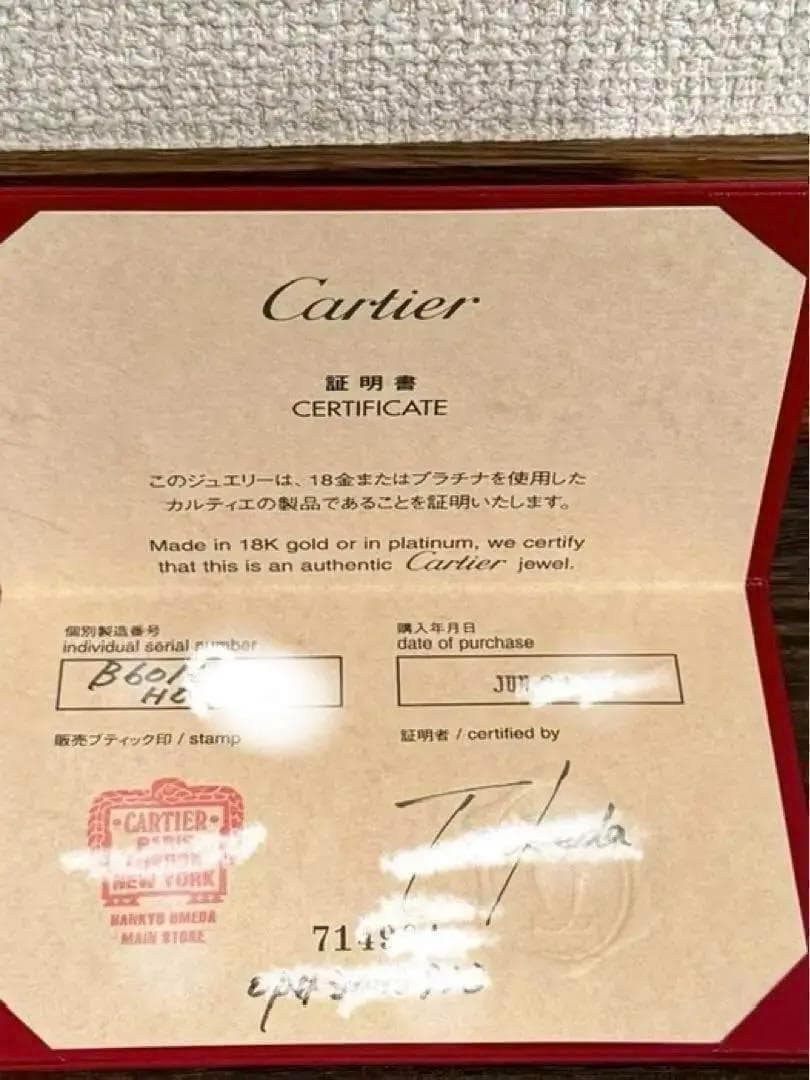 Cartier
証明書
CERTIFICATE
このジュエリーは、18金またはプラチナを使用した
カルティエの製品であることを証明いたします。
Made in 18K gold or in platinum, we certify
that this is an authentic Cartier jewel.
個別製造番号
individual serial number
購入年月日
date of purchase
JUN
販売ブティック印 / stamp
証明者 / certified by
CARTIER
PARIS
LONDON
NEW YORK
HANKYU UMEDA
MAIN STORE